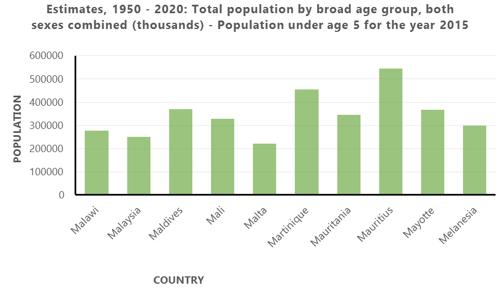 Estimates, 1950 - 2020: Total population by broad age group, both
sexes combined (thousands) - Population under age 5 for the year 2015
600000
500000
400000
300000
200000
100000
0
POPULATION
Malawi
Malaysia
Maldives
Mali
Malta
Martinique
Mauritania
Mauritius
Mayotte
Melanesia
COUNTRY